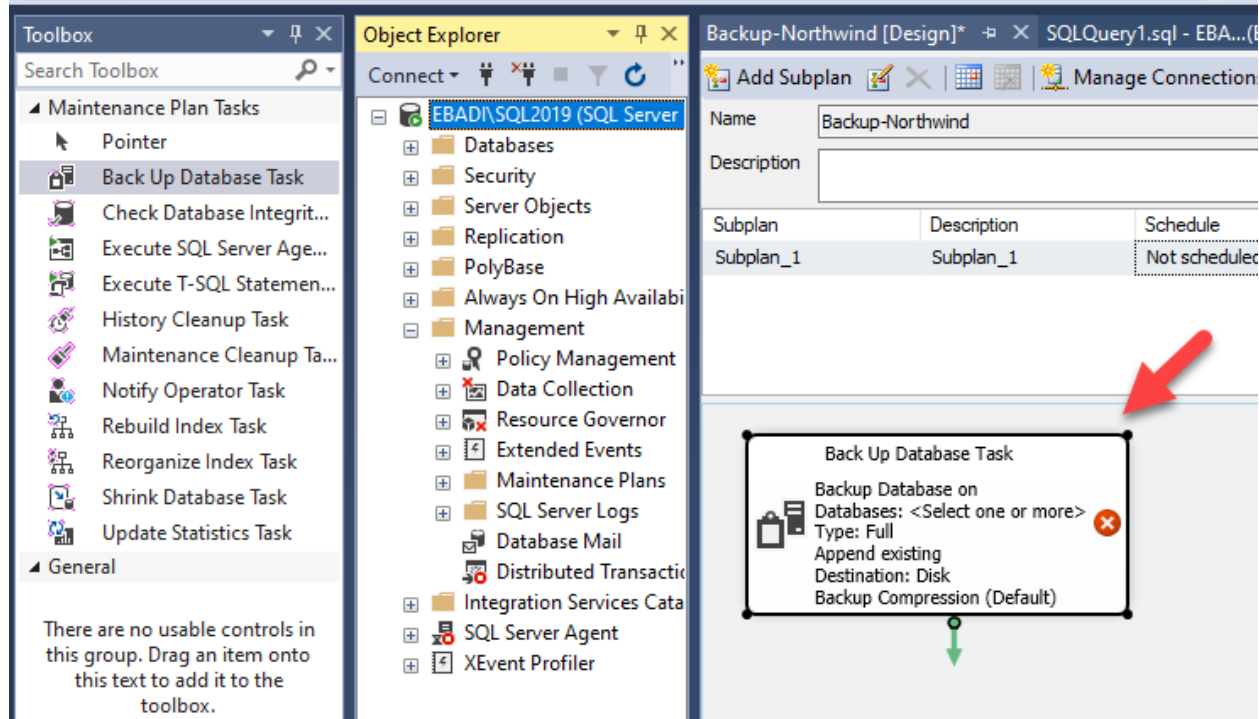 Toolbox
Search Toolbox
Maintenance Plan Tasks
Pointer
Back Up Database Task
Check Database Integrit...
Execute SQL Server Age...
Execute T-SQL Statemen...
History Cleanup Task
Maintenance Cleanup Ta...
Notify Operator Task
Rebuild Index Task
Reorganize Index Task
Shrink Database Task
Update Statistics Task
General
There are no usable controls in
this group. Drag an item onto
this text to add it to the
toolbox.
Object Explorer
Connect
EBADI\SQL2019 (SQL Server
Databases
Security
Server Objects
Replication
PolyBase
Always On High Availabi
Management
Policy Management
Data Collection
Resource Governor
Extended Events
Maintenance Plans
SQL Server Logs
Database Mail
Distributed Transactio
Integration Services Cata
SQL Server Agent
XEvent Profiler
Backup-Northwind [Design]* SQLQuery1.sql - EBA...(E
Add Subplan Manage Connection
Name Backup-Northwind
Description
Subplan Description Schedule
Subplan_1 Subplan_1 Not scheduled
Back Up Database Task
Backup Database on
Databases: <Select one or more>
Type: Full
Append existing
Destination: Disk
Backup Compression (Default)